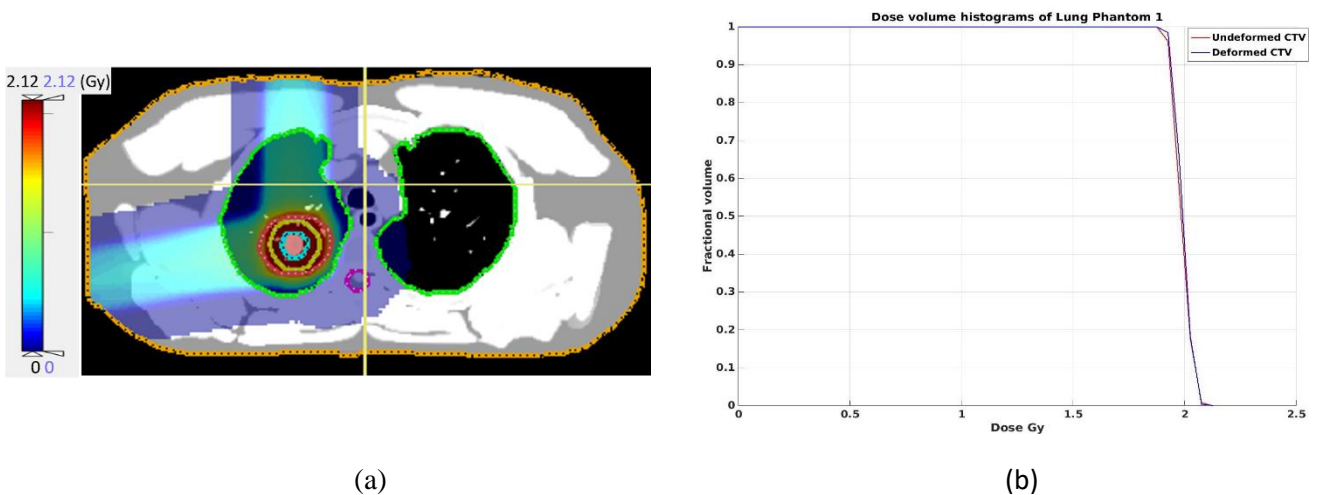 2.12 2.12 (Gy)
0 0
(a)
Dose volume histograms of Lung Phantom 1
Undeformed CTV
Deformed CTV
Fractional volume
1
0.9
0.8
0.7
0.6
0.5
0.4
0.3
0.2
0.1
0
0 0.5 1 1.5 2 2.5
Dose Gy
(b)